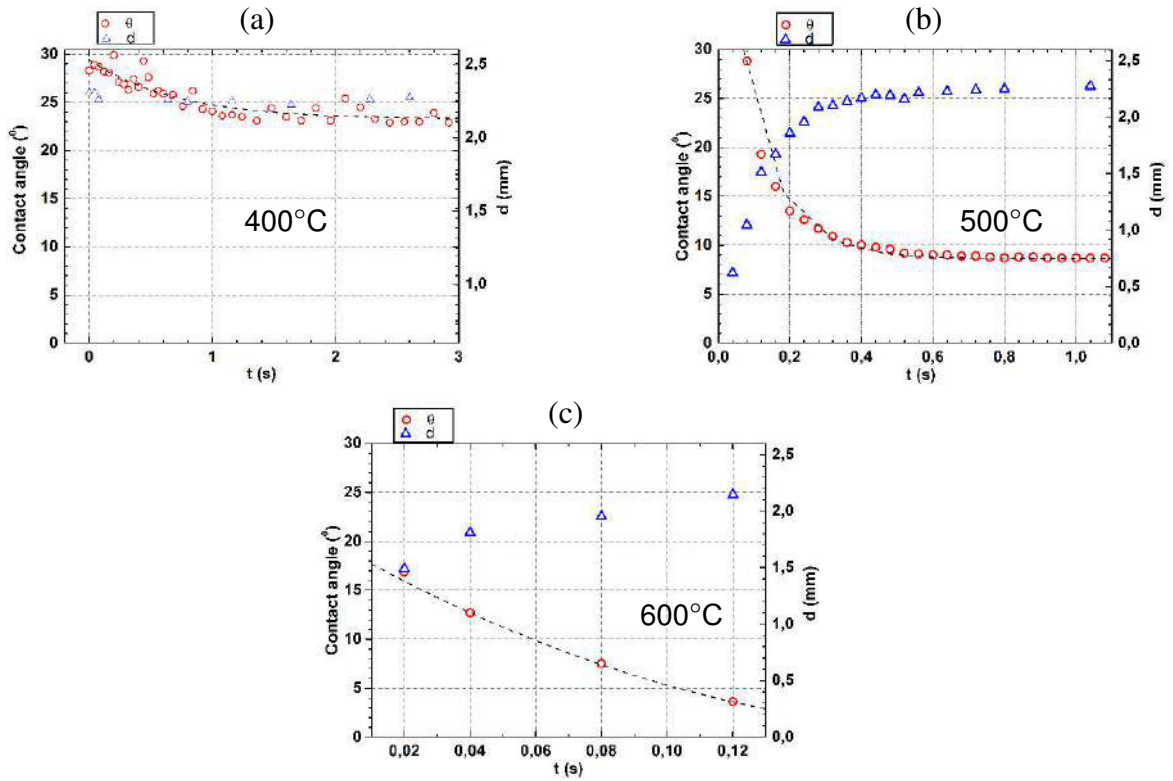 (a)
θ
d
30
25
20
15
10
5
0
Contact angle (⁰)
2,5
2,0
1,5
1,0
d (mm)
400°C
0 1 2 3
t (s)
(b)
θ
d
30
25
20
15
10
5
0
Contact angle (⁰)
2,5
2,0
1,5
1,0
0,5
0,0
d (mm)
500°C
0,0 0,2 0,4 0,6 0,8 1,0
t (s)
(c)
θ
d
30
25
20
15
10
5
0
Contact angle (⁰)
2,5
2,0
1,5
1,0
0,5
0,0
d (mm)
600°C
0,02 0,04 0,06 0,08 0,10 0,12
t (s)